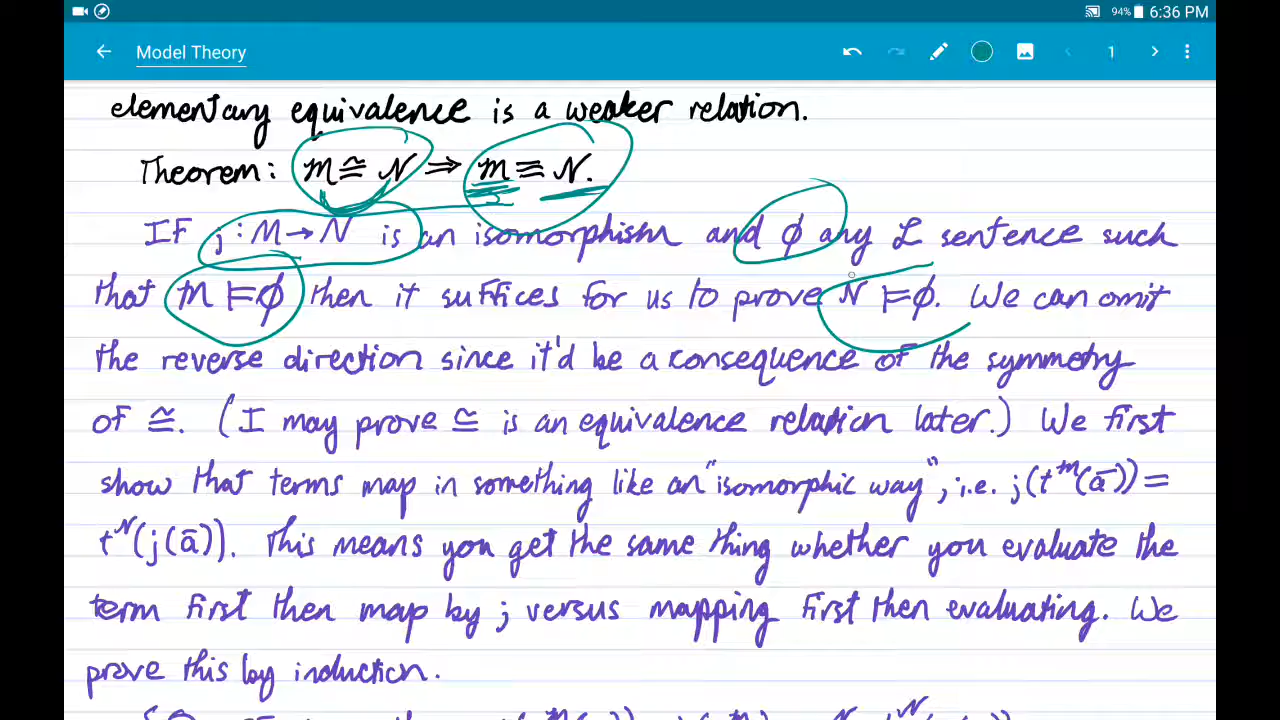 94% 6:36 PM
Model Theory
1
elementary equivalence is a weaker relation.
Theorem: M ≅ N ⇒ M ≡ N.
IF j : M → N is an isomorphism and ϕ any L sentence such
that M ⊨ ϕ then it suffices for us to prove N ⊨ ϕ. We can omit
the reverse direction since it'd be a consequence of the symmetry
of ≅. (I may prove ≅ is an equivalence relation later.) We first
show that terms map in something like an "isomorphic way", i.e. j(t^M(ā)) =
t^N(j(ā)). This means you get the same thing whether you evaluate the
term first then map by j versus mapping first then evaluating. We
prove this by induction.